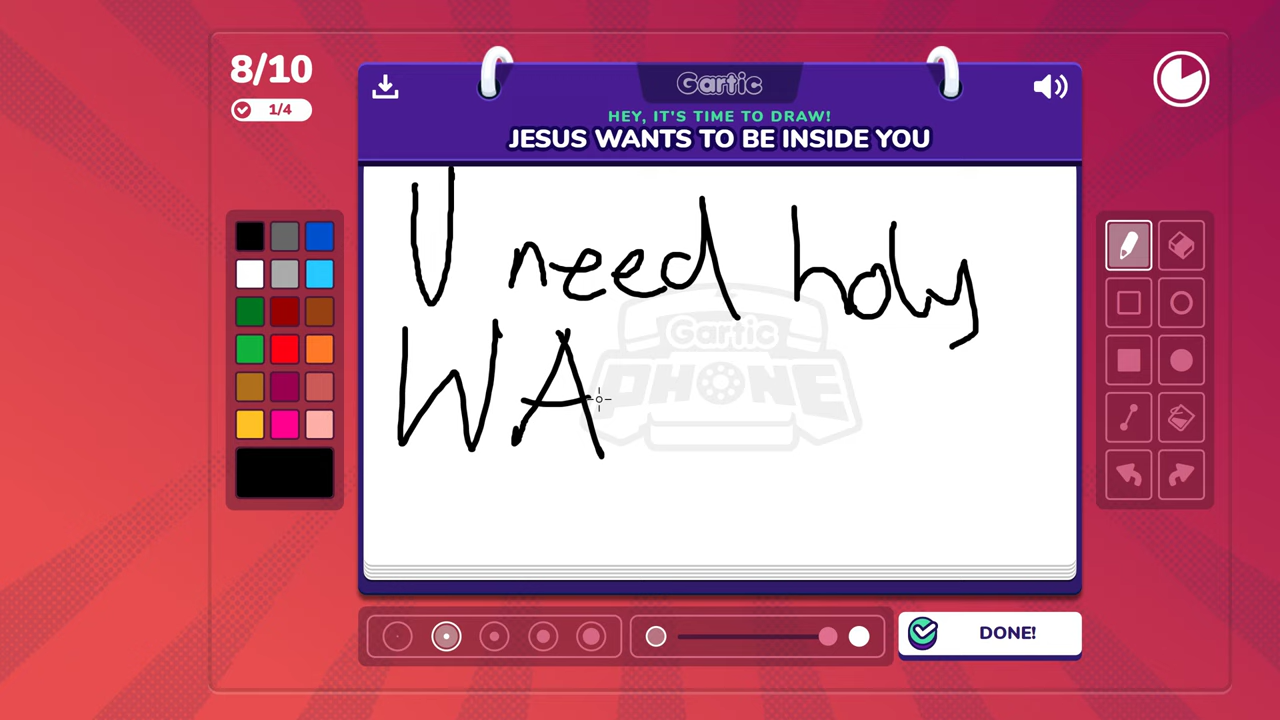 8/10
1/4
Gartic
HEY, IT'S TIME TO DRAW!
JESUS WANTS TO BE INSIDE YOU
U need holy
WA
Gartic
PHONE
DONE!